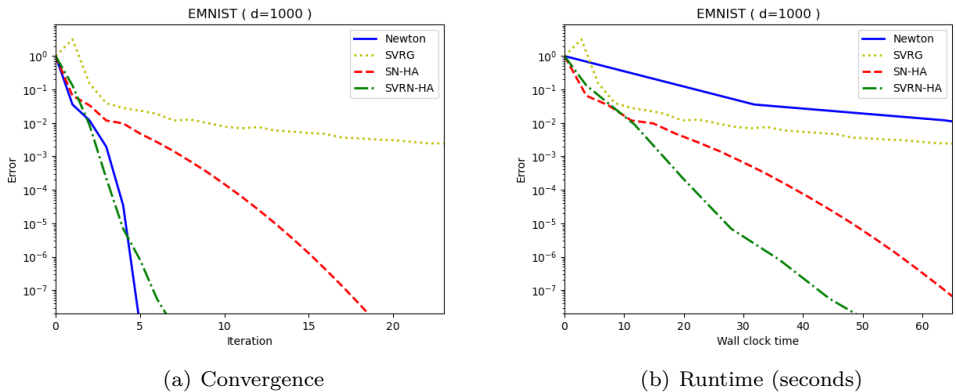 EMNIST ( d=1000 )
Error
10^0
10^-1
10^-2
10^-3
10^-4
10^-5
10^-6
10^-7
Newton
SVRG
SN-HA
SVRN-HA
0 5 10 15 20
Iteration
(a) Convergence
EMNIST ( d=1000 )
Error
10^0
10^-1
10^-2
10^-3
10^-4
10^-5
10^-6
10^-7
Newton
SVRG
SN-HA
SVRN-HA
0 10 20 30 40 50 60
Wall clock time
(b) Runtime (seconds)